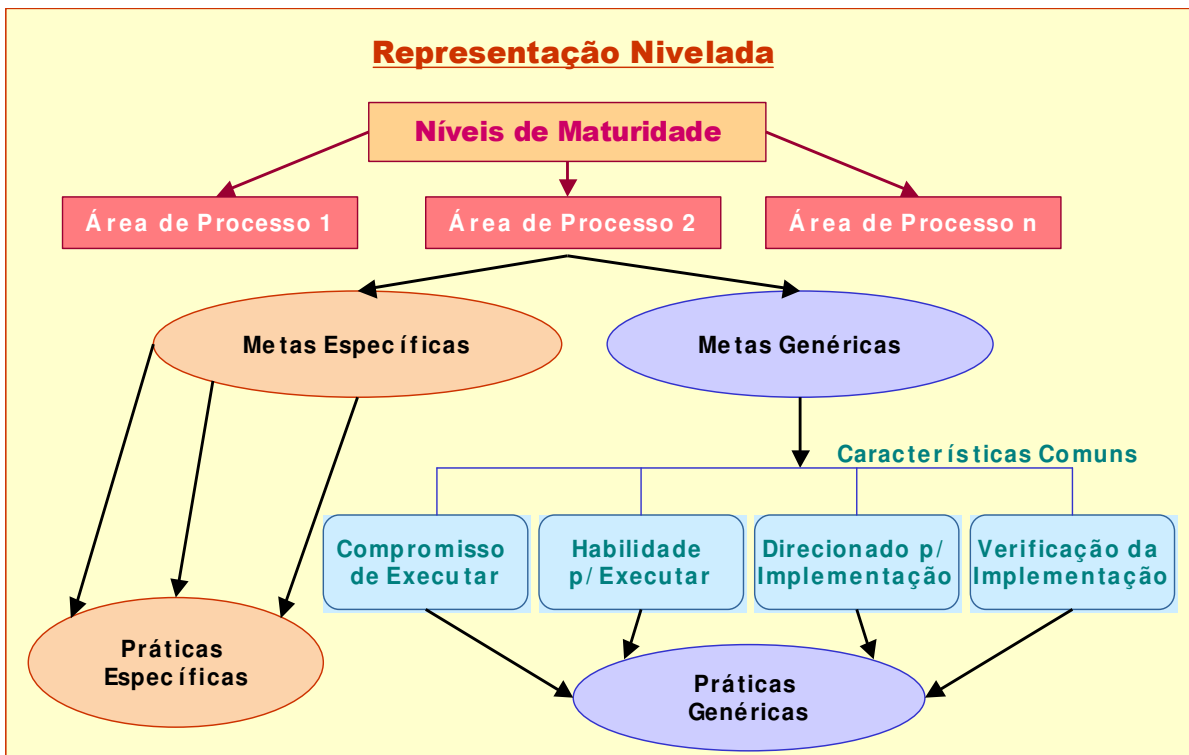 Representação Nivelada
Níveis de Maturidade
Área de Processo 1
Área de Processo 2
Área de Processo n
Metas Específicas
Metas Genéricas
Características Comuns
Compromisso
de Executar
Habilidade
p/ Executar
Direcionado p/
Implementação
Verificação da
Implementação
Práticas
Específicas
Práticas
Genéricas